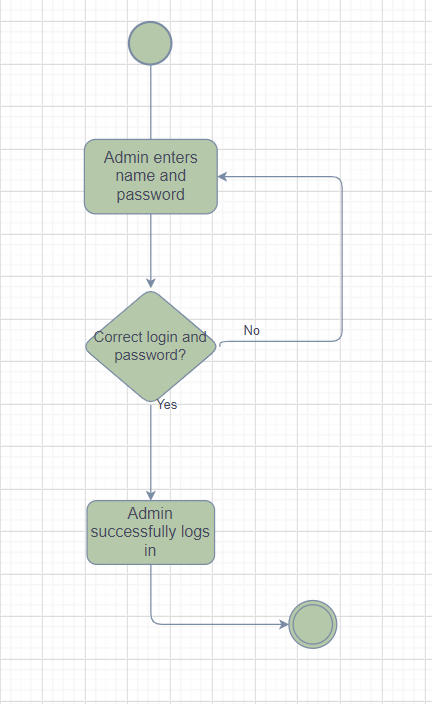 Admin enters
name and
password
Correct login and
password?
No
Yes
Admin
successfully logs
in